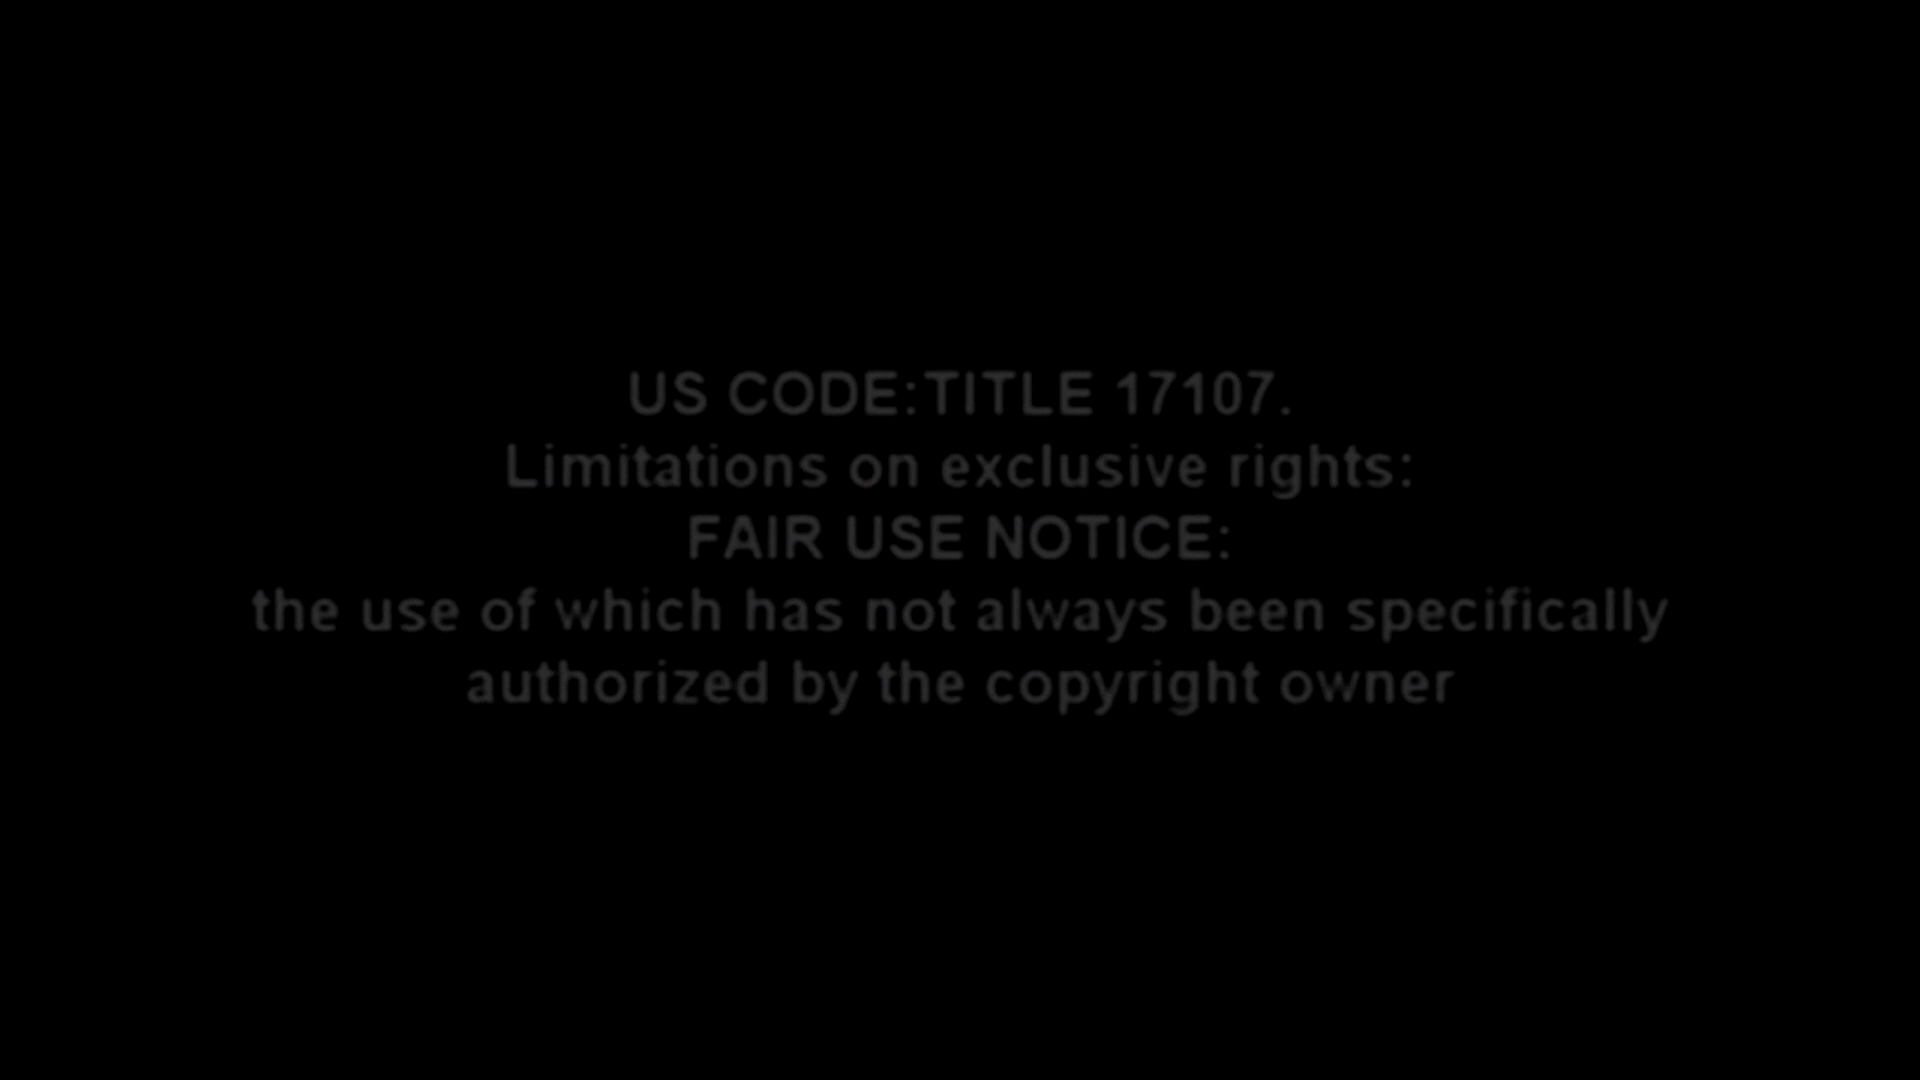 US CODE:TITLE 17107.
Limitations on exclusive rights:
FAIR USE NOTICE:
the use of which has not always been specifically
authorized by the copyright owner